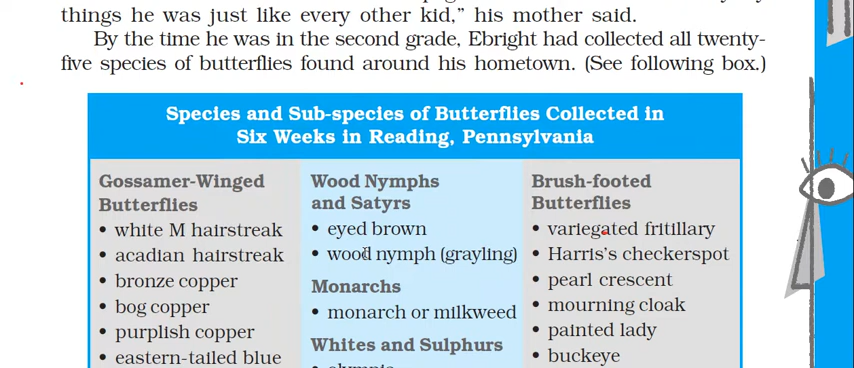 things he was just like every other kid,” his mother said.
By the time he was in the second grade, Ebright had collected all twenty-
five species of butterflies found around his hometown. (See following box.)
Species and Sub-species of Butterflies Collected in
Six Weeks in Reading, Pennsylvania
Gossamer-Winged
Butterflies
• white M hairstreak
• acadian hairstreak
• bronze copper
• bog copper
• purplish copper
• eastern-tailed blue
Wood Nymphs
and Satyrs
• eyed brown
• wood nymph (grayling)
Monarchs
• monarch or milkweed
Whites and Sulphurs
Brush-footed
Butterflies
• variegated fritillary
• Harris’s checkerspot
• pearl crescent
• mourning cloak
• painted lady
• buckeye